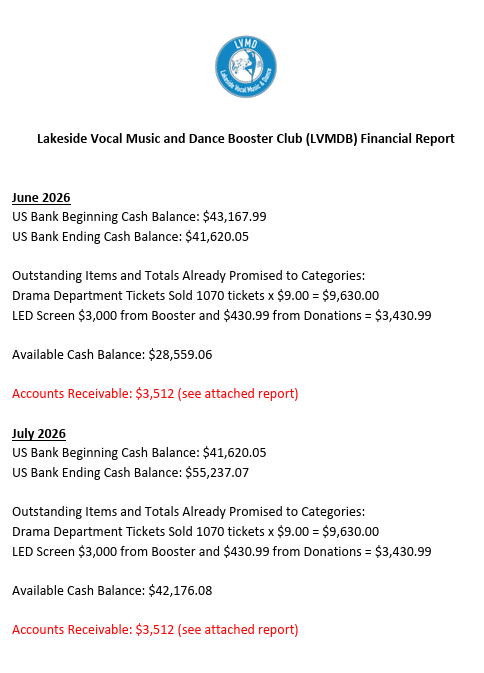 LVMD
Lakeside Vocal Music & Dance
Lakeside Vocal Music and Dance Booster Club (LVMDB) Financial Report
June 2026
US Bank Beginning Cash Balance: $43,167.99
US Bank Ending Cash Balance: $41,620.05
Outstanding Items and Totals Already Promised to Categories:
Drama Department Tickets Sold 1070 tickets x $9.00 = $9,630.00
LED Screen $3,000 from Booster and $430.99 from Donations = $3,430.99
Available Cash Balance: $28,559.06
Accounts Receivable: $3,512 (see attached report)
July 2026
US Bank Beginning Cash Balance: $41,620.05
US Bank Ending Cash Balance: $55,237.07
Outstanding Items and Totals Already Promised to Categories:
Drama Department Tickets Sold 1070 tickets x $9.00 = $9,630.00
LED Screen $3,000 from Booster and $430.99 from Donations = $3,430.99
Available Cash Balance: $42,176.08
Accounts Receivable: $3,512 (see attached report)